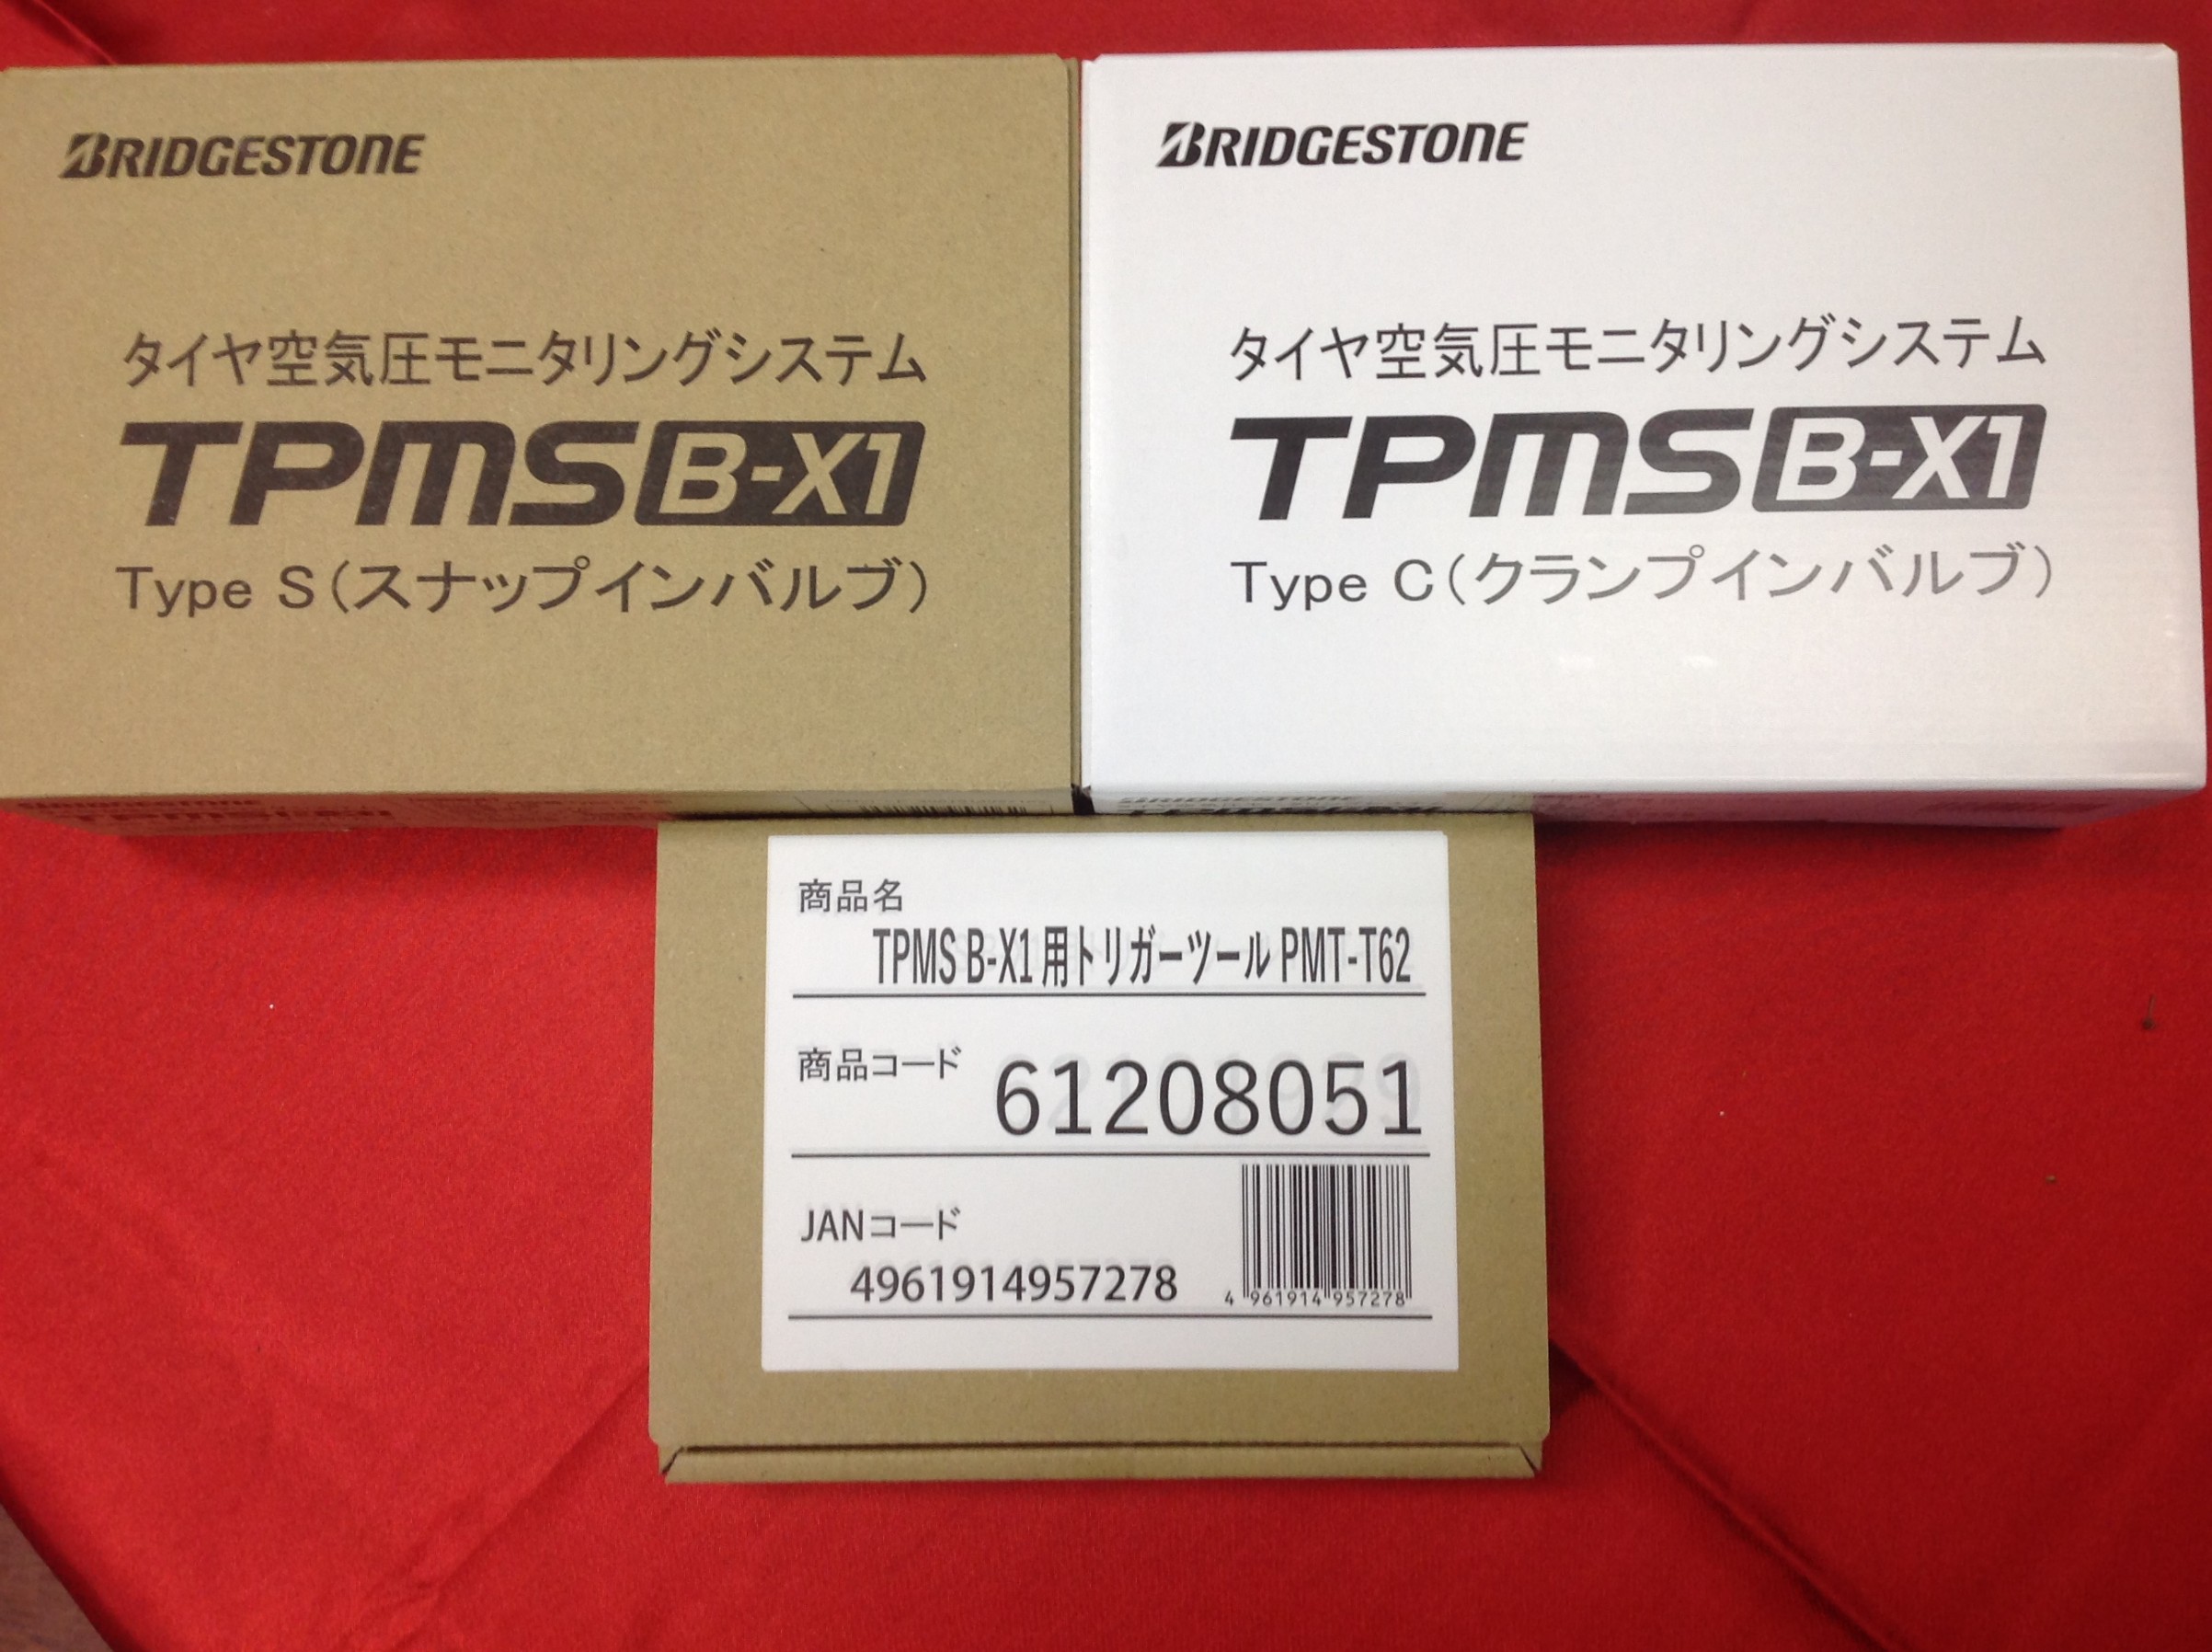 BRIDGESTONE
タイヤ空気圧モニタリングシステム
TPMS B-X1
Type S（スナップインバルブ）
BRIDGESTONE
タイヤ空気圧モニタリングシステム
TPMS B-X1
Type C（クランプインバルブ）
BRIDGESTONE
BRIDGESTONE
商品名
TPMS B-X1 用トリガーツール PMT-T62
商品コード
61208051
JANコード
4961914957278
4 961914 957278